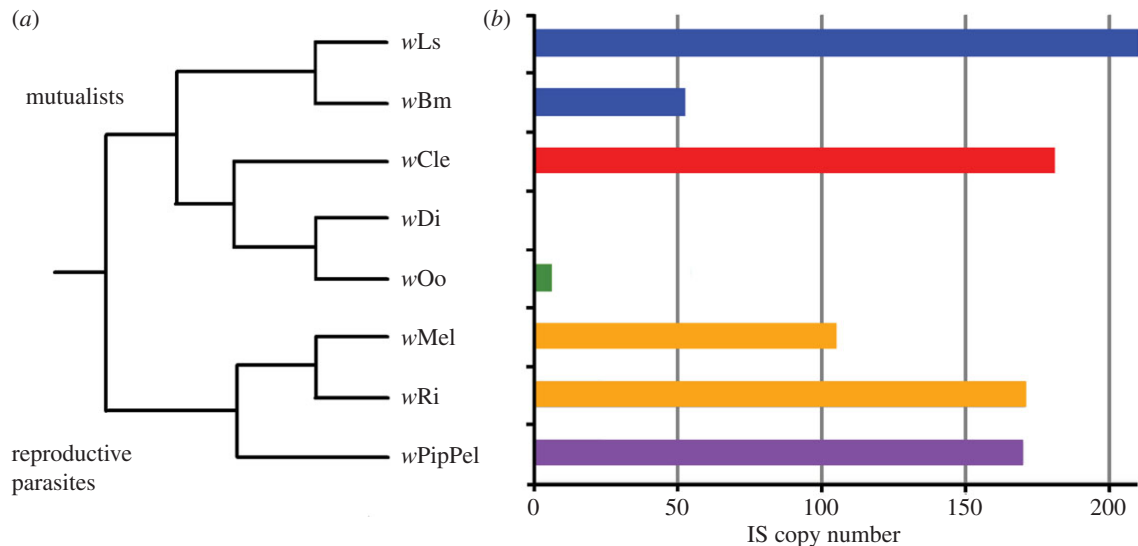 (a)
mutualists
reproductive
parasites
wLs
wBm
wCle
wDi
wOo
wMel
wRi
wPipPel
(b)
0 50 100 150 200
IS copy number